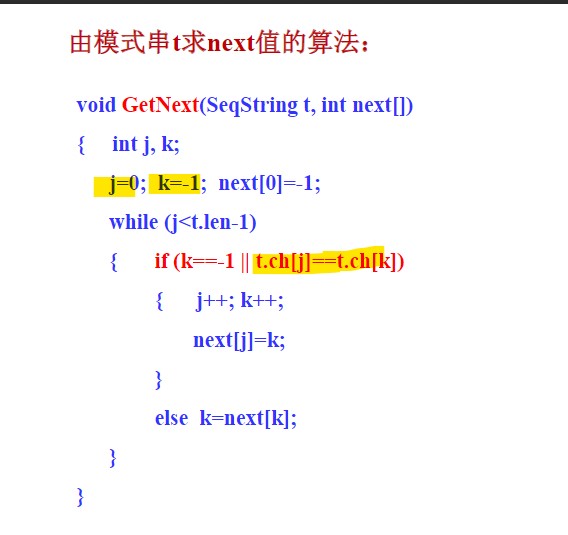 由模式串t求next值的算法：
void GetNext(SeqString t, int next[])
{ int j, k;
j=0; k=-1; next[0]=-1;
while (j<t.len-1)
{ if (k==-1 || t.ch[j]==t.ch[k])
{ j++; k++;
next[j]=k;
}
else k=next[k];
}
}